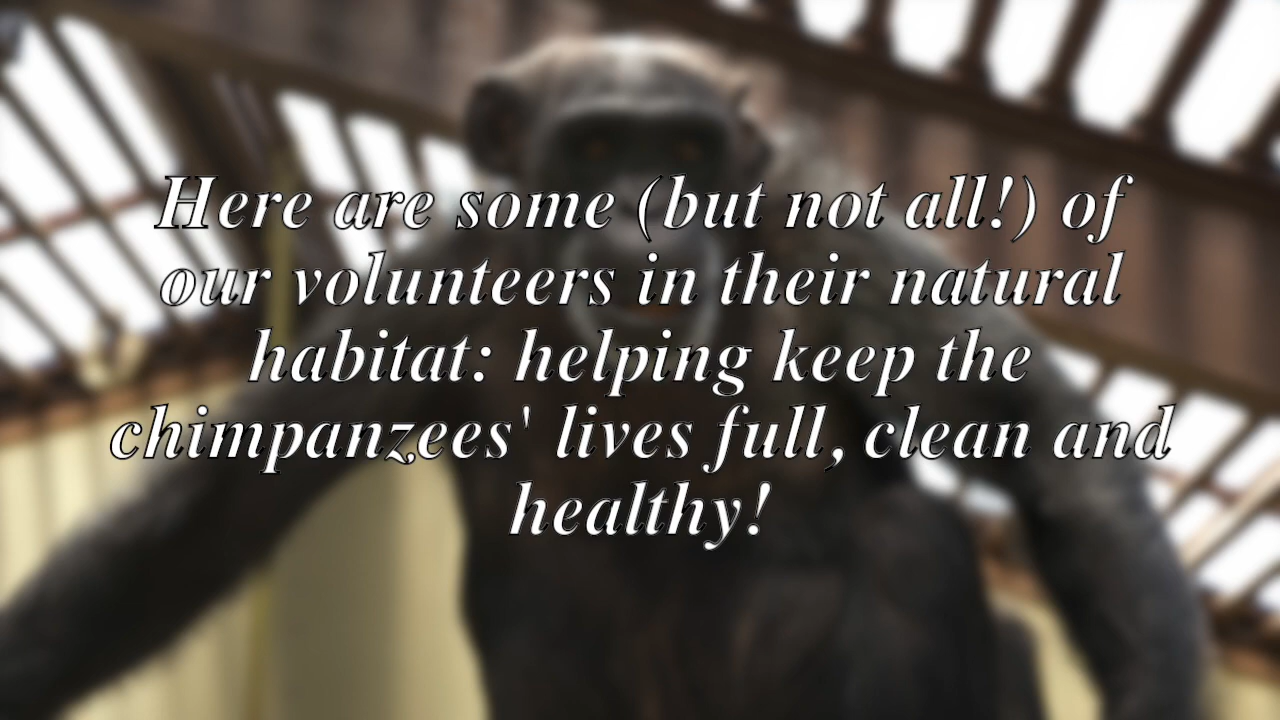 Here are some (but not all!) of
our volunteers in their natural
habitat: helping keep the
chimpanzees' lives full, clean and
healthy!